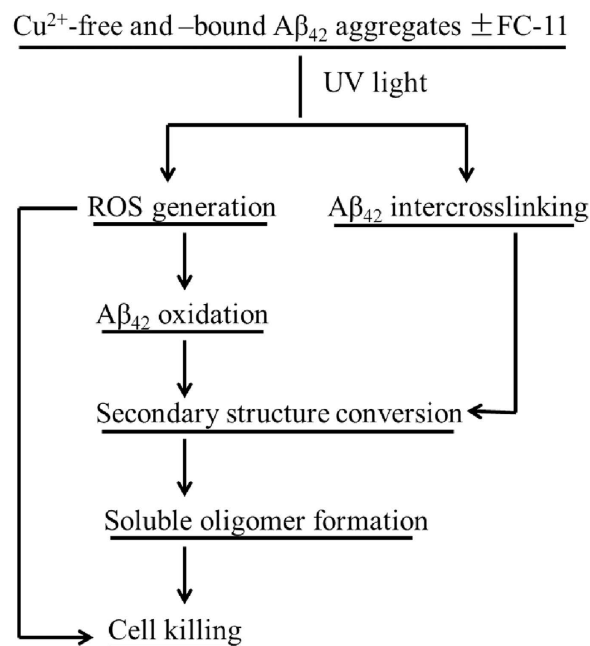 Cu²⁺-free and –bound Aβ₄₂ aggregates ±FC-11
UV light
ROS generation
Aβ₄₂ intercrosslinking
Aβ₄₂ oxidation
Secondary structure conversion
Soluble oligomer formation
Cell killing